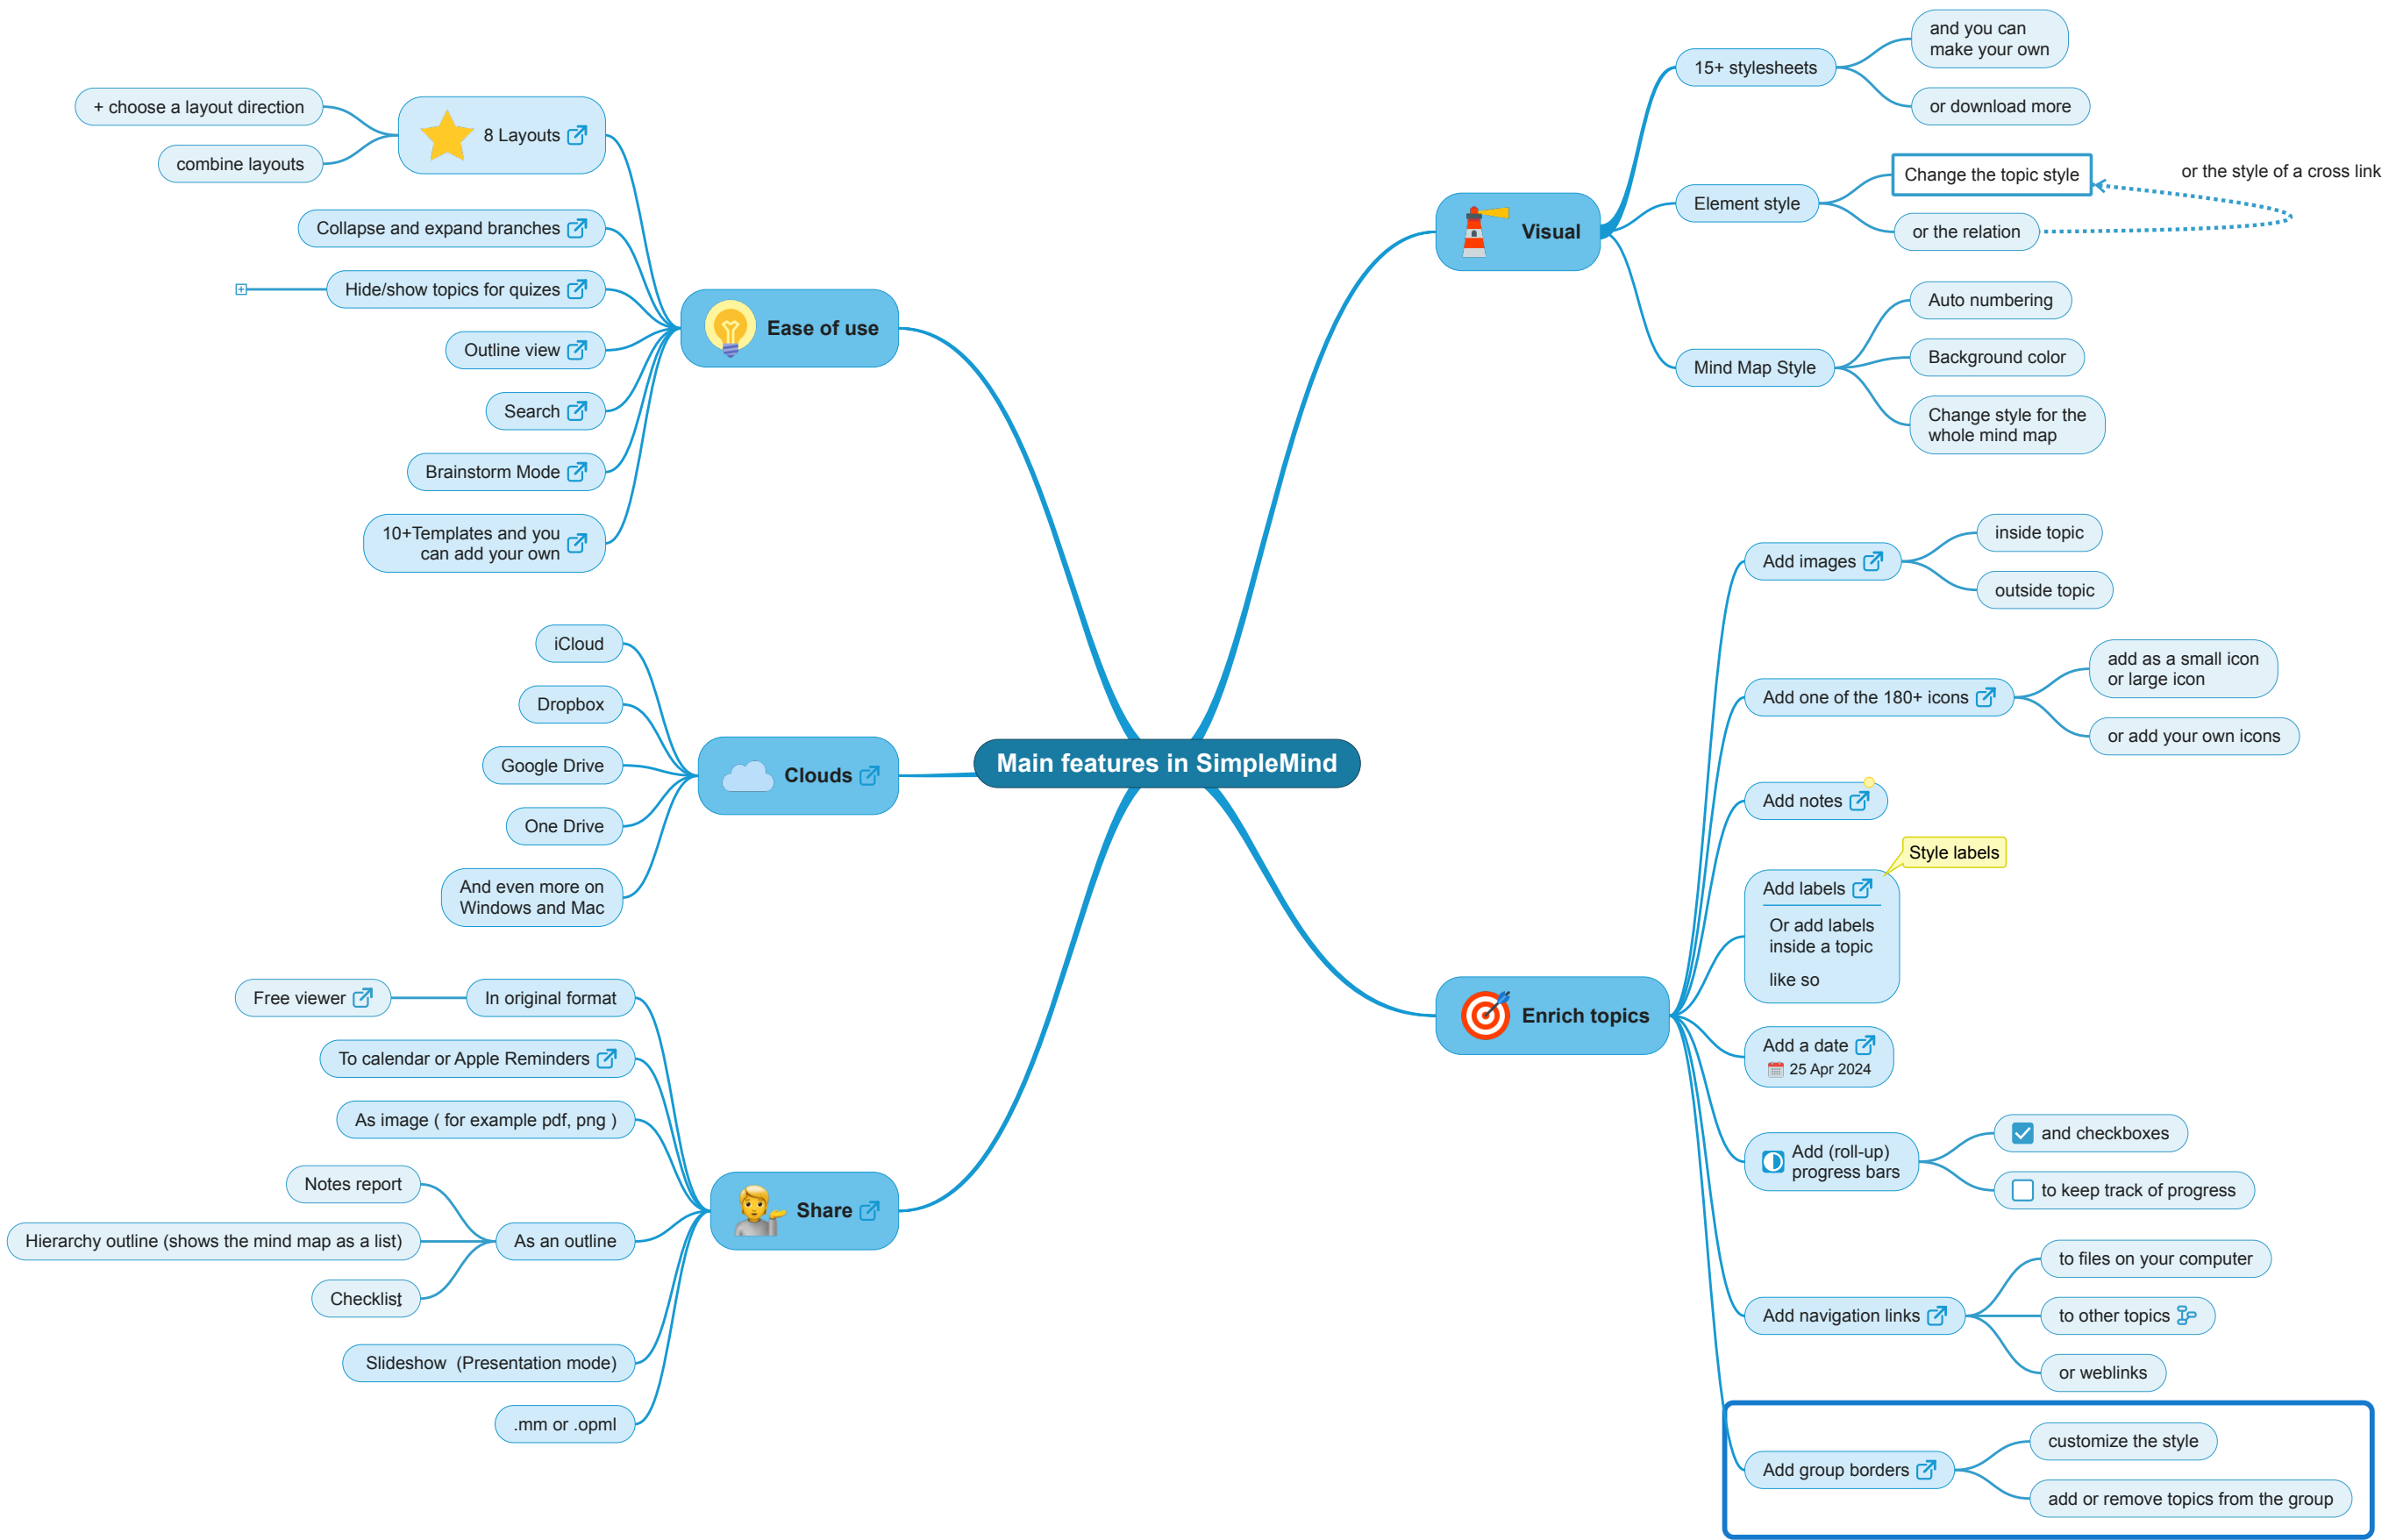 Main features in SimpleMind
Ease of use
8 Layouts
+ choose a layout direction
combine layouts
Collapse and expand branches
Hide/show topics for quizes
Outline view
Search
Brainstorm Mode
10+Templates and you
can add your own
Clouds
iCloud
Dropbox
Google Drive
One Drive
And even more on
Windows and Mac
Share
In original format
Free viewer
To calendar or Apple Reminders
As image ( for example pdf, png )
As an outline
Notes report
Hierarchy outline (shows the mind map as a list)
Checklist
Slideshow  (Presentation mode)
.mm or .opml
Visual
15+ stylesheets
and you can
make your own
or download more
Element style
Change the topic style
or the relation
or the style of a cross link
Mind Map Style
Auto numbering
Background color
Change style for the
whole mind map
Enrich topics
Add images
inside topic
outside topic
Add one of the 180+ icons
add as a small icon
or large icon
or add your own icons
Add notes
Style labels
Add labels
Or add labels
inside a topic
like so
Add a date
25 Apr 2024
Add (roll-up)
progress bars
and checkboxes
to keep track of progress
Add navigation links
to files on your computer
to other topics
or weblinks
Add group borders
customize the style
add or remove topics from the group